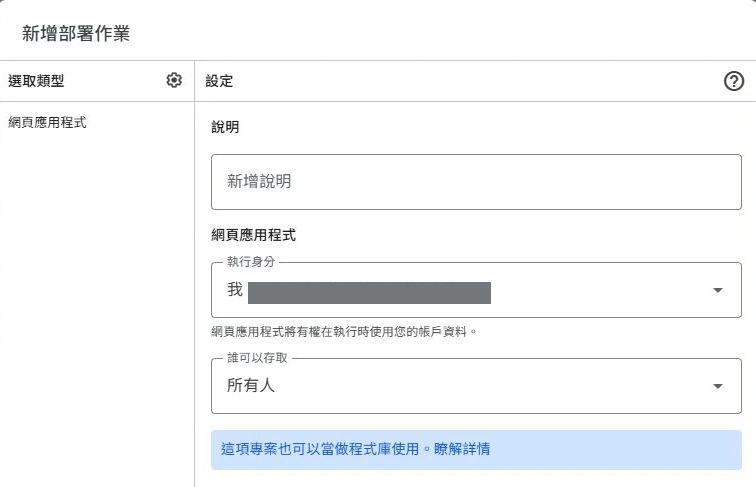 新增部署作業
選取類型
設定
網頁應用程式
說明
新增說明
網頁應用程式
執行身分
我
網頁應用程式將有權在執行時使用您的帳戶資料。
誰可以存取
所有人
這項專案也可以當做程式庫使用。瞭解詳情